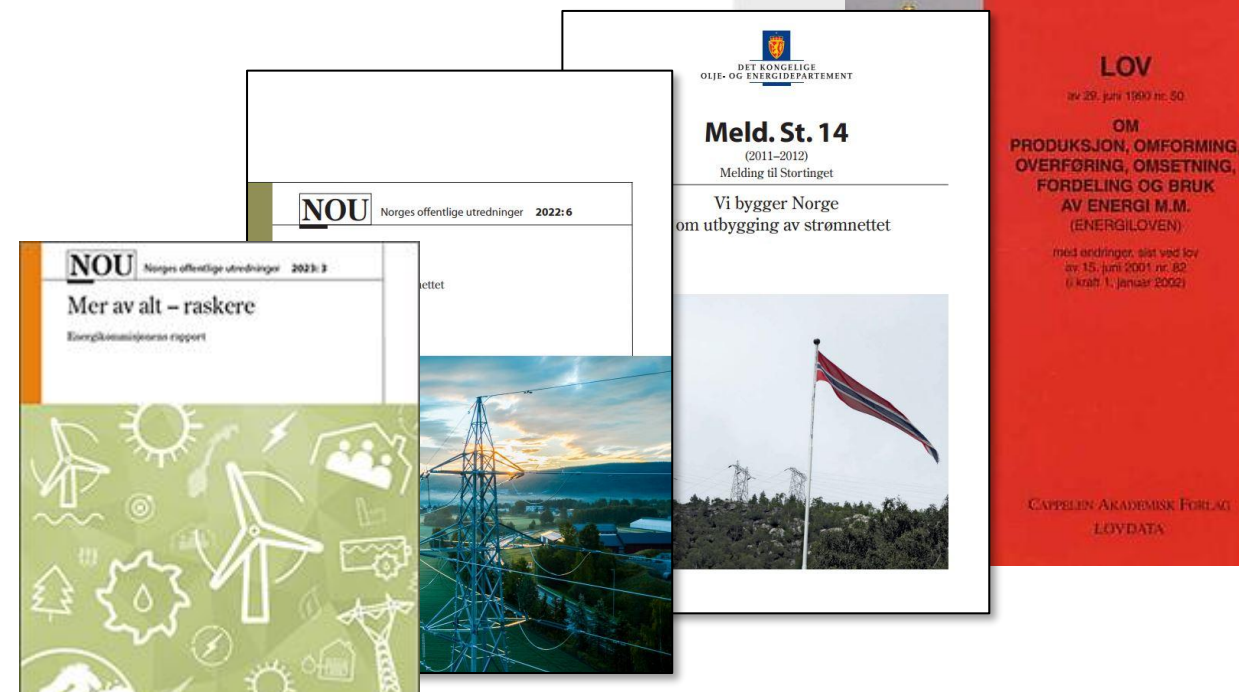 NOU Norges offentlige utredninger 2023: 3
Mer av alt – raskere
Energikommisjonens rapport
NOU Norges offentlige utredninger 2022: 6
ettet
DET KONGELIGE
OLJE- OG ENERGIDEPARTEMENT
Meld. St. 14
(2011–2012)
Melding til Stortinget
Vi bygger Norge
om utbygging av strømnettet
LOV
av 29. juni 1990 nr. 50
OM
PRODUKSJON, OMFORMING,
OVERFØRING, OMSETNING,
FORDELING OG BRUK
AV ENERGI M.M.
(ENERGILOVEN)
med endringer, sist ved lov
av 15. juni 2001 nr. 82
(i kraft 1. januar 2002)
CAPPELEN AKADEMISK FORLAG
LOVDATA